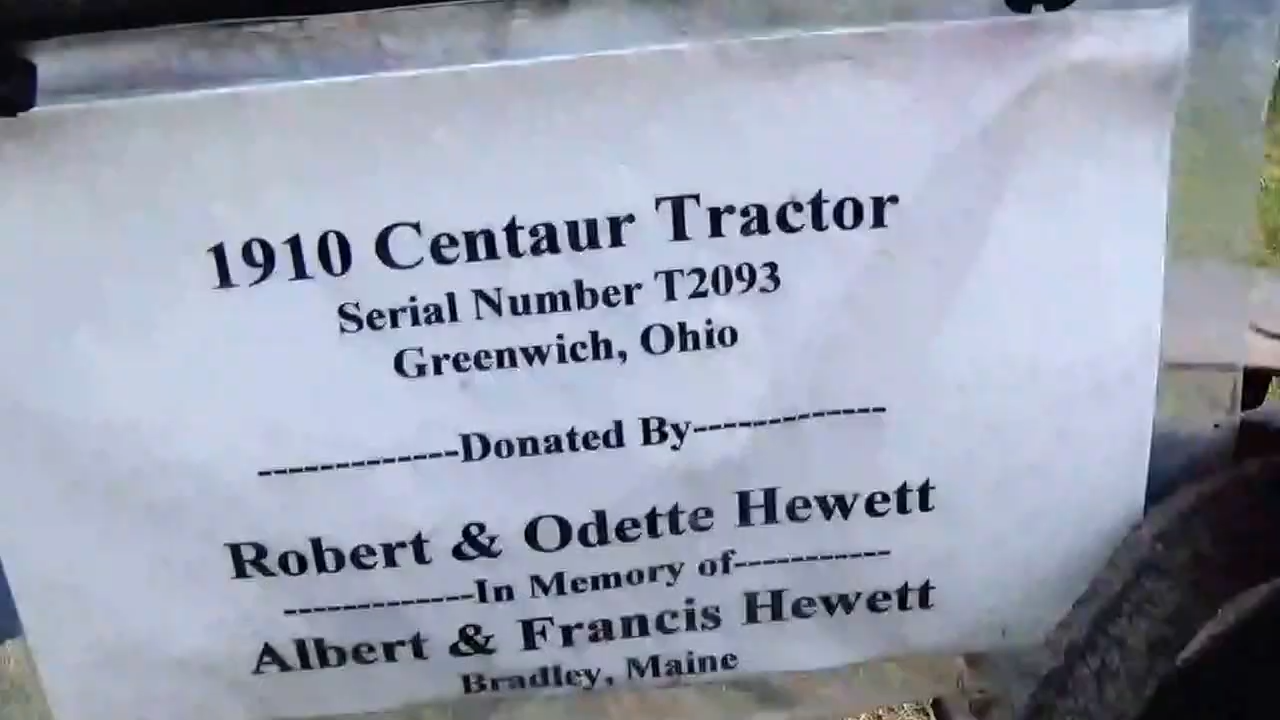 1910 Centaur Tractor
Serial Number T2093
Greenwich, Ohio
-------------Donated By-------------
Robert & Odette Hewett
-------------In Memory of-----------
Albert & Francis Hewett
Bradley, Maine